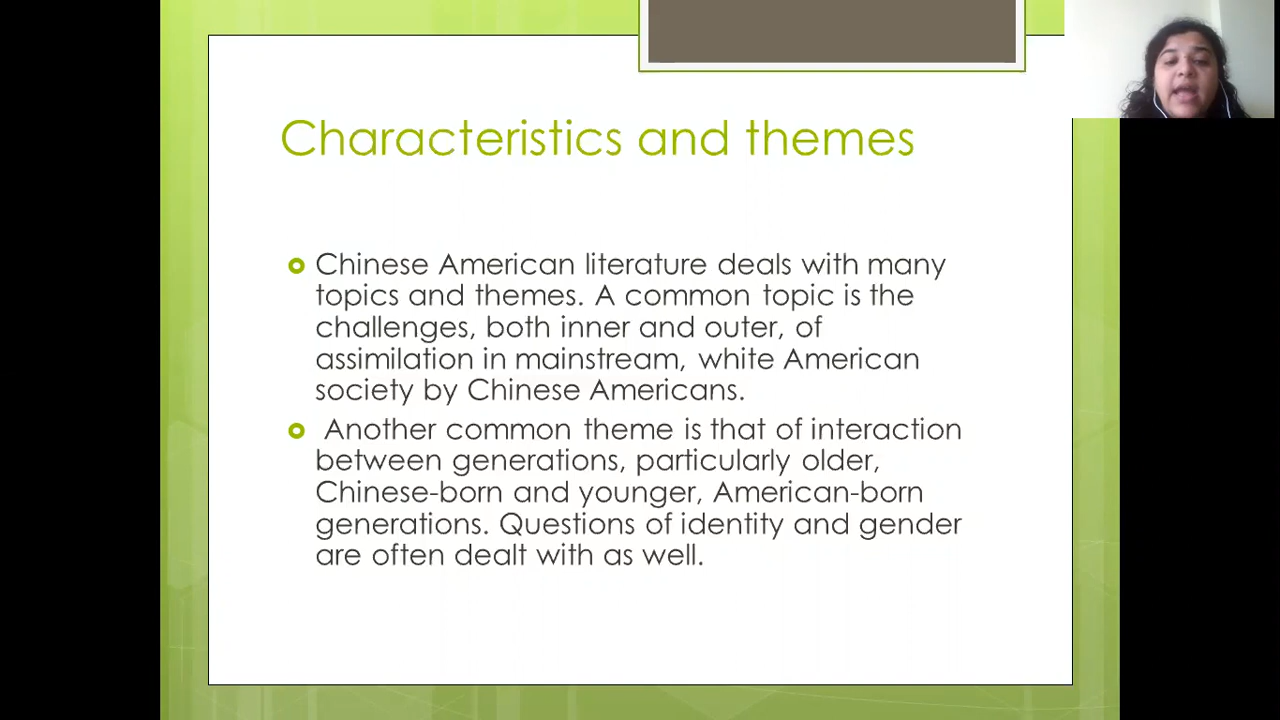 Characteristics and themes
Chinese American literature deals with many
topics and themes. A common topic is the
challenges, both inner and outer, of
assimilation in mainstream, white American
society by Chinese Americans.
Another common theme is that of interaction
between generations, particularly older,
Chinese-born and younger, American-born
generations. Questions of identity and gender
are often dealt with as well.